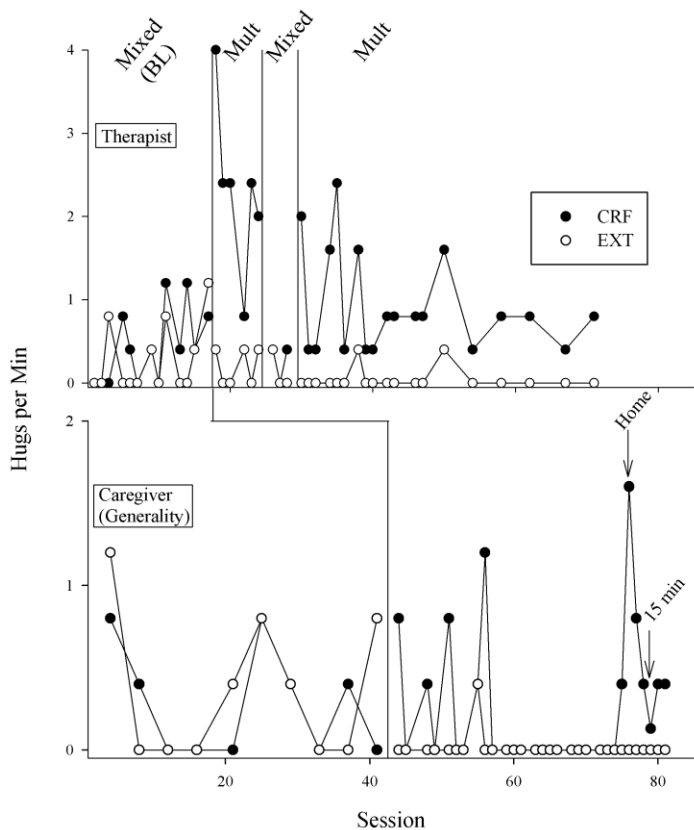 Mixed
(BL)
Mult
Mixed
Mult
4
3
2
1
0
Therapist
CRF
EXT
Hugs per Min
2
1
0
Caregiver
(Generality)
Home
15 min
20
40
60
80
Session